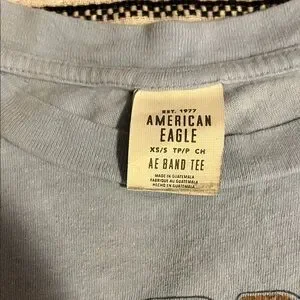 EST. 1977
AMERICAN
EAGLE
XS/S TP/P CH
AE BAND TEE
MADE IN GUATEMALA
FABRIQUÉ AU GUATEMALA
HECHO EN GUATEMALA